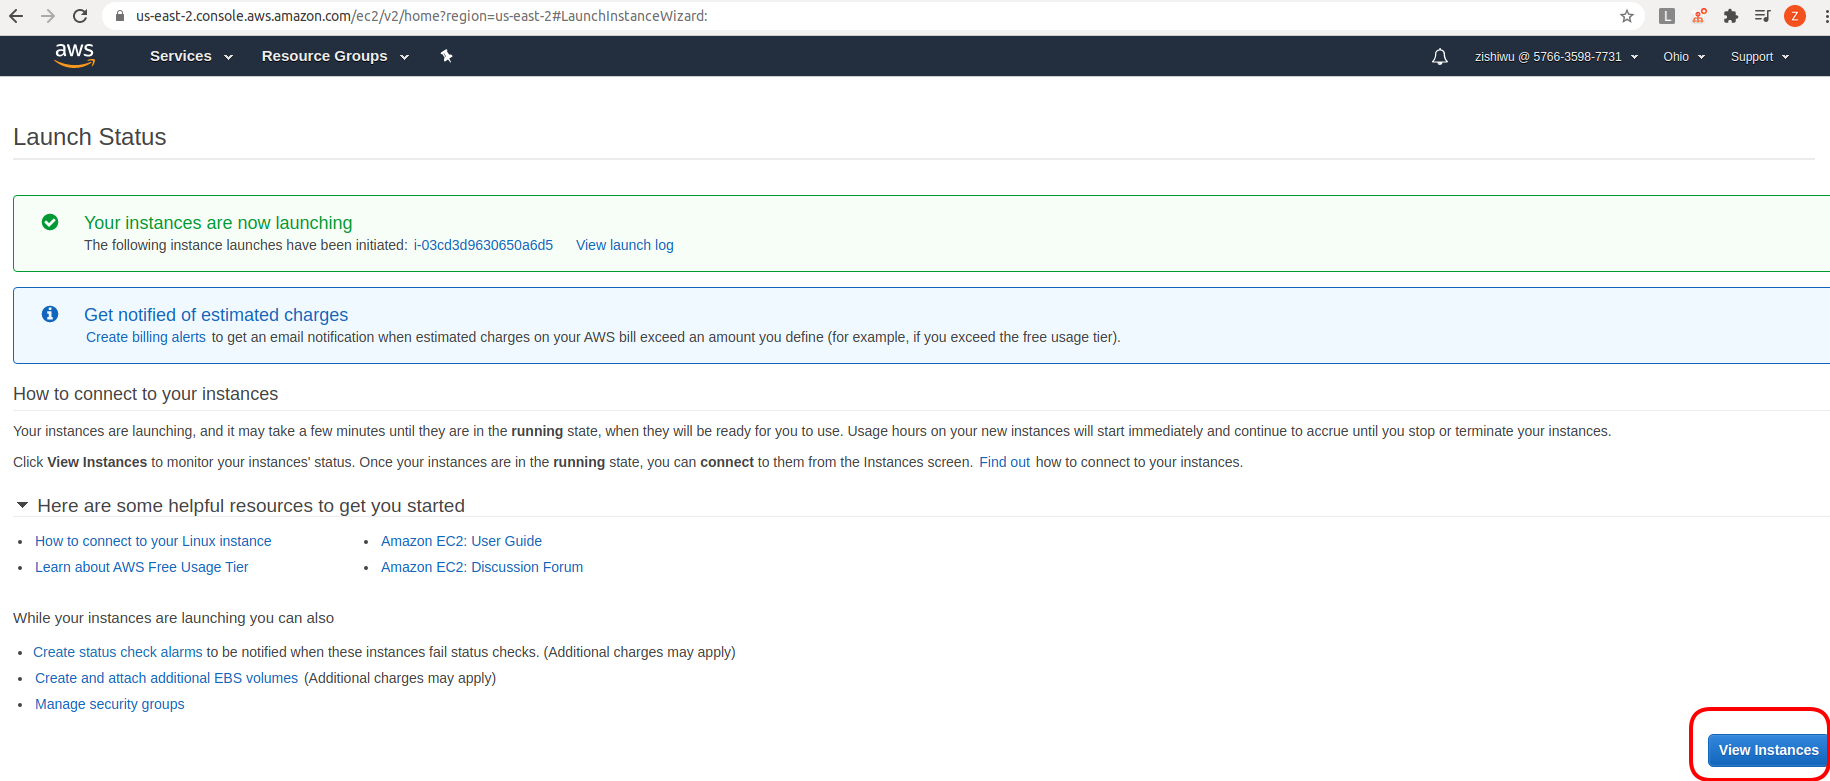 us-east-2.console.aws.amazon.com/ec2/v2/home?region=us-east-2#LaunchInstanceWizard:
L
Z
aws
Services
Resource Groups
zishiwu @ 5766-3598-7731
Ohio
Support
Launch Status
Your instances are now launching
The following instance launches have been initiated: i-03cd3d9630650a6d5 View launch log
Get notified of estimated charges
Create billing alerts to get an email notification when estimated charges on your AWS bill exceed an amount you define (for example, if you exceed the free usage tier).
How to connect to your instances
Your instances are launching, and it may take a few minutes until they are in the running state, when they will be ready for you to use. Usage hours on your new instances will start immediately and continue to accrue until you stop or terminate your instances.
Click View Instances to monitor your instances' status. Once your instances are in the running state, you can connect to them from the Instances screen. Find out how to connect to your instances.
Here are some helpful resources to get you started
• How to connect to your Linux instance
• Learn about AWS Free Usage Tier
• Amazon EC2: User Guide
• Amazon EC2: Discussion Forum
While your instances are launching you can also
• Create status check alarms to be notified when these instances fail status checks. (Additional charges may apply)
• Create and attach additional EBS volumes (Additional charges may apply)
• Manage security groups
View Instances